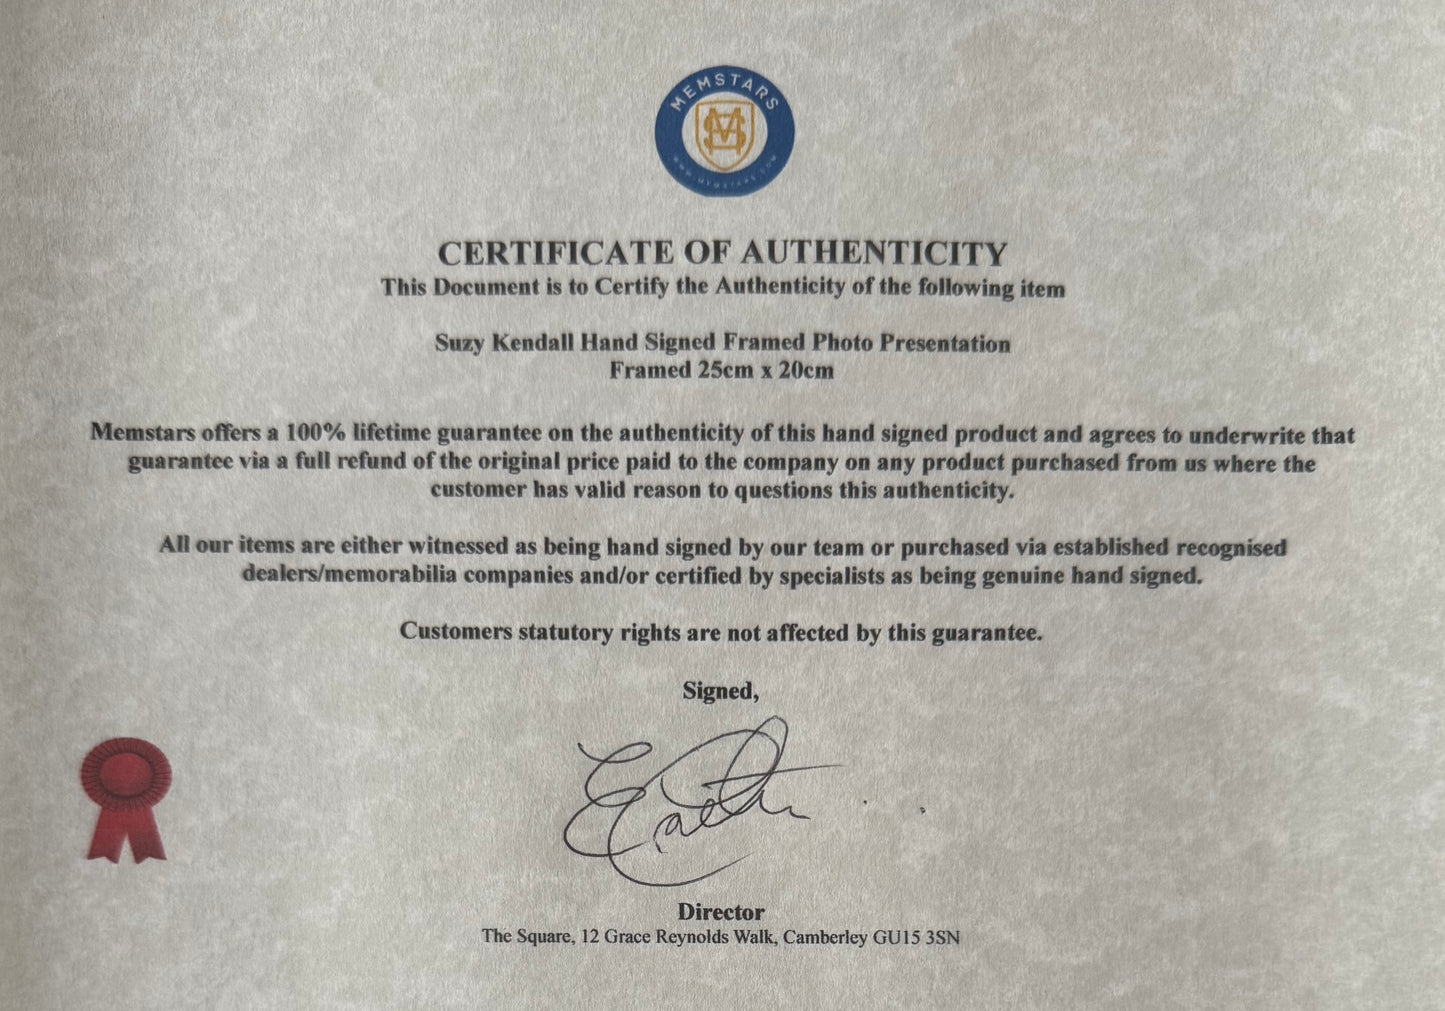 MEMSTARS
WWW.MEMSTARS.COM
CERTIFICATE OF AUTHENTICITY
This Document is to Certify the Authenticity of the following item
Suzy Kendall Hand Signed Framed Photo Presentation
Framed 25cm x 20cm
Memstars offers a 100% lifetime guarantee on the authenticity of this hand signed product and agrees to underwrite that
guarantee via a full refund of the original price paid to the company on any product purchased from us where the
customer has valid reason to questions this authenticity.
All our items are either witnessed as being hand signed by our team or purchased via established recognised
dealers/memorabilia companies and/or certified by specialists as being genuine hand signed.
Customers statutory rights are not affected by this guarantee.
Signed,
Director
The Square, 12 Grace Reynolds Walk, Camberley GU15 3SN